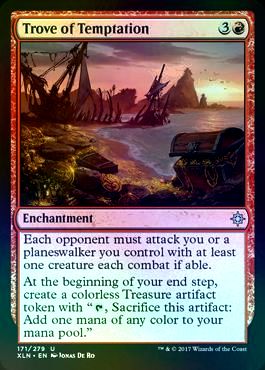 Trove of Temptation 3
Enchantment
Each opponent must attack you or a
planeswalker you control with at least
one creature each combat if able.
At the beginning of your end step,
create a colorless Treasure artifact
token with “, Sacrifice this artifact:
Add one mana of any color to your
mana pool.”
171/279 U
XLN • EN Jonas De Ro
™ & © 2017 Wizards of the Coast